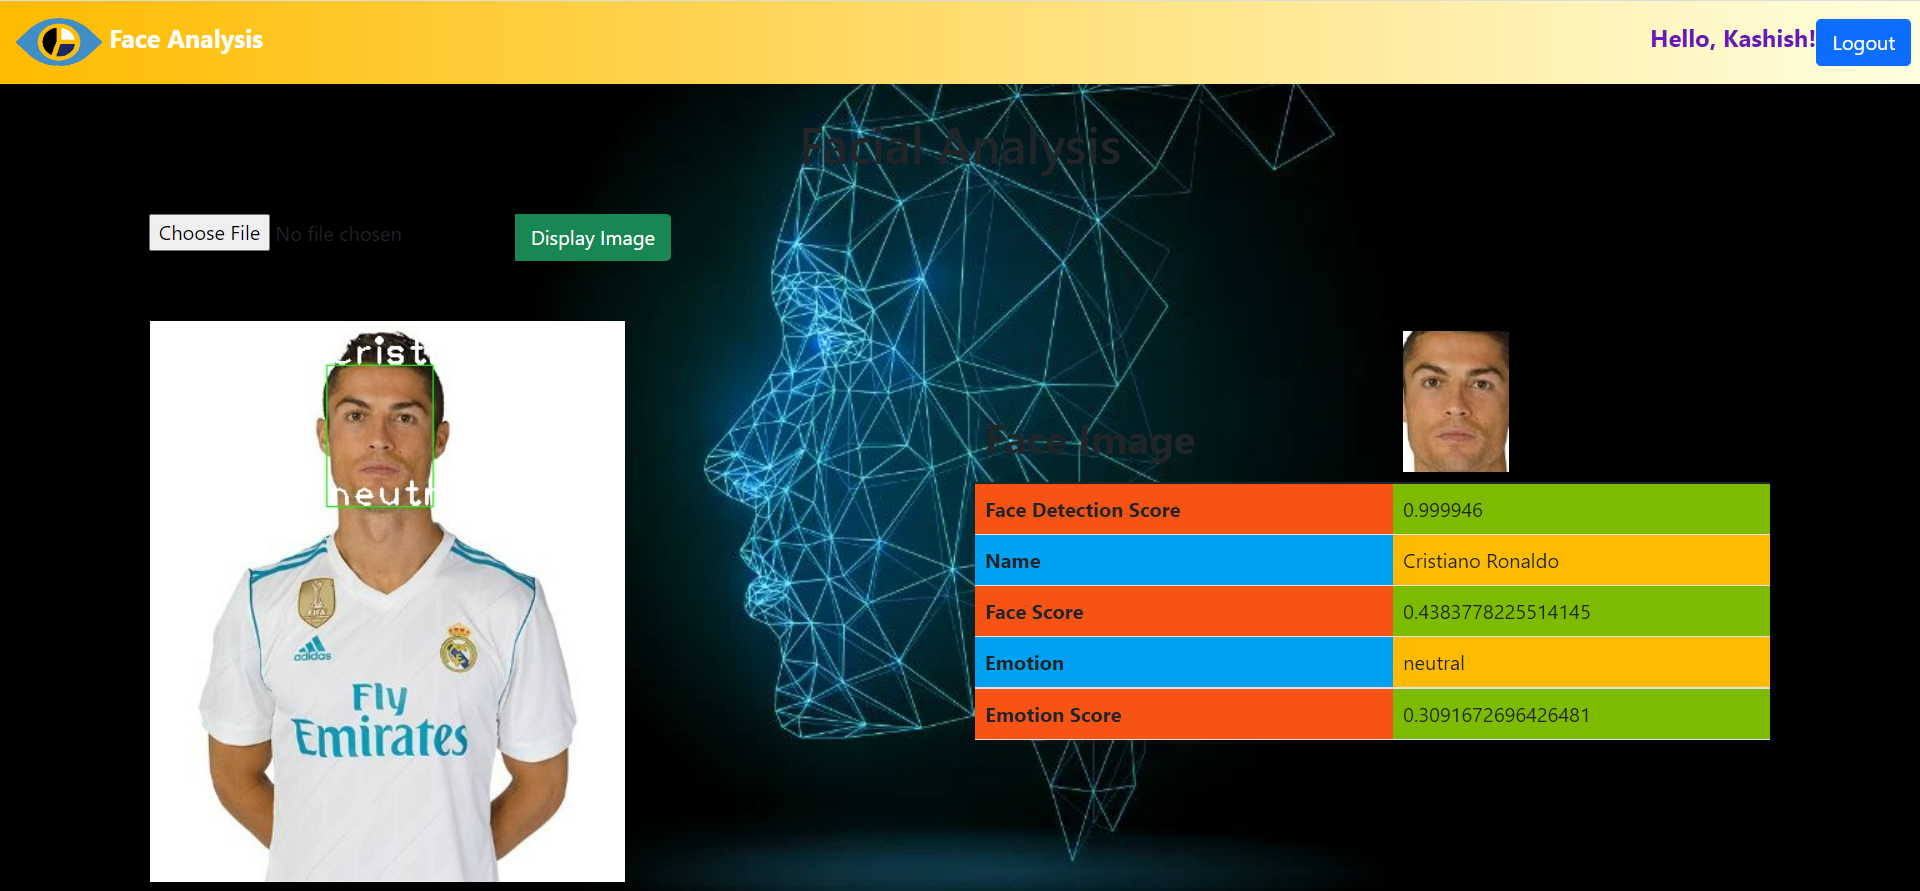 Face Analysis
Hello, Kashish!
Logout
Facial Analysis
Choose File No file chosen
Display Image
Crist
neutr
FIFA
adidas
Fly
Emirates
Face Image
Face Detection Score 0.999946
Name Cristiano Ronaldo
Face Score 0.4383778225514145
Emotion neutral
Emotion Score 0.3091672696426481